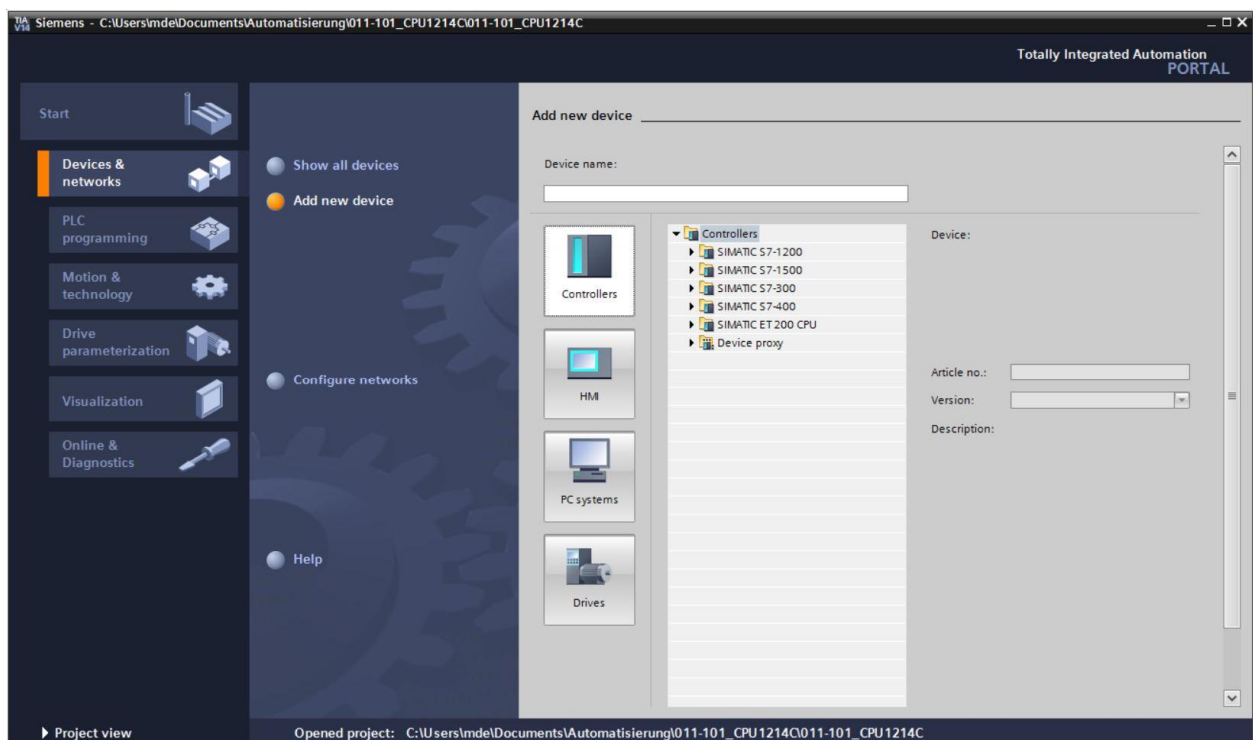 TIA V14 Siemens - C:\Users\mde\Documents\Automatisierung\011-101_CPU1214C\011-101_CPU1214C
Totally Integrated Automation
PORTAL
Start
Devices &
networks
PLC
programming
Motion &
technology
Drive
parameterization
Visualization
Online &
Diagnostics
Show all devices
Add new device
Configure networks
Help
Add new device
Device name:
Controllers
HMI
PC systems
Drives
Controllers
SIMATIC S7-1200
SIMATIC S7-1500
SIMATIC S7-300
SIMATIC S7-400
SIMATIC ET 200 CPU
Device proxy
Device:
Article no.:
Version:
Description:
Project view
Opened project: C:\Users\mde\Documents\Automatisierung\011-101_CPU1214C\011-101_CPU1214C